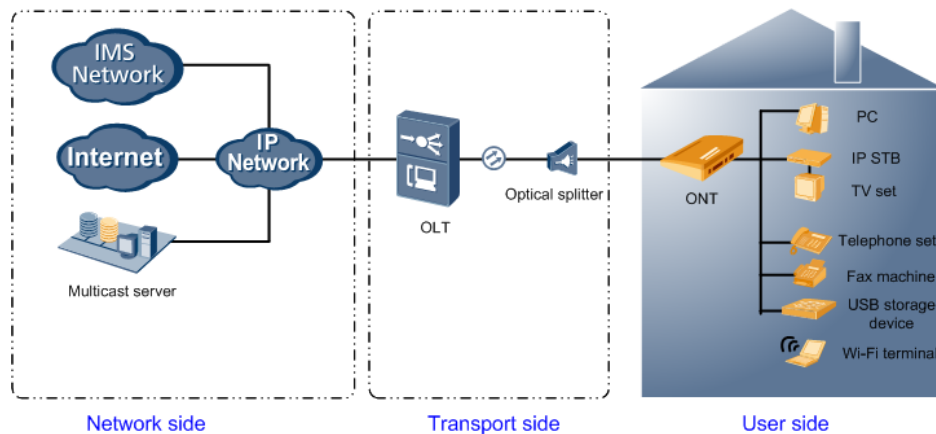 IMS
Network
Internet
IP
Network
Multicast server
OLT
Optical splitter
ONT
PC
IP STB
TV set
Telephone set
Fax machine
USB storage
device
Wi-Fi terminal
Network side
Transport side
User side